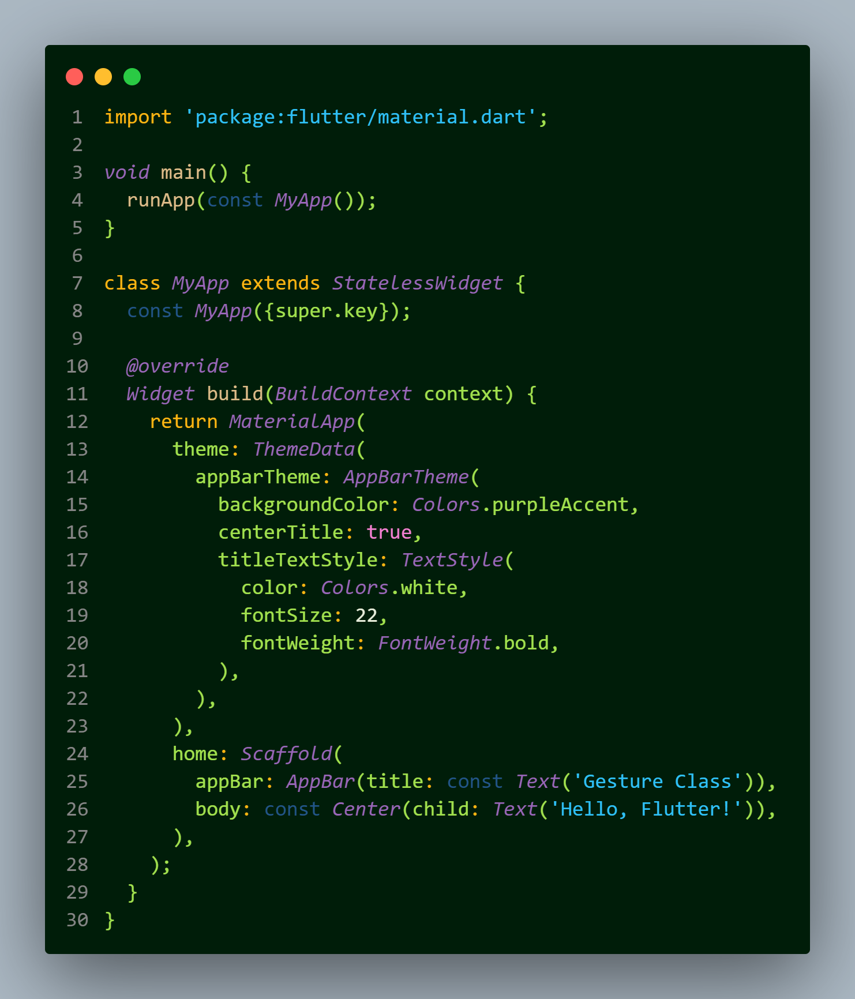 1 import 'package:flutter/material.dart';
2
3 void main() {
4   runApp(const MyApp());
5 }
6
7 class MyApp extends StatelessWidget {
8   const MyApp({super.key});
9
10   @override
11   Widget build(BuildContext context) {
12     return MaterialApp(
13       theme: ThemeData(
14         appBarTheme: AppBarTheme(
15           backgroundColor: Colors.purpleAccent,
16           centerTitle: true,
17           titleTextStyle: TextStyle(
18             color: Colors.white,
19             fontSize: 22,
20             fontWeight: FontWeight.bold,
21           ),
22         ),
23       ),
24       home: Scaffold(
25         appBar: AppBar(title: const Text('Gesture Class')),
26         body: const Center(child: Text('Hello, Flutter!')),
27       ),
28     );
29   }
30 }